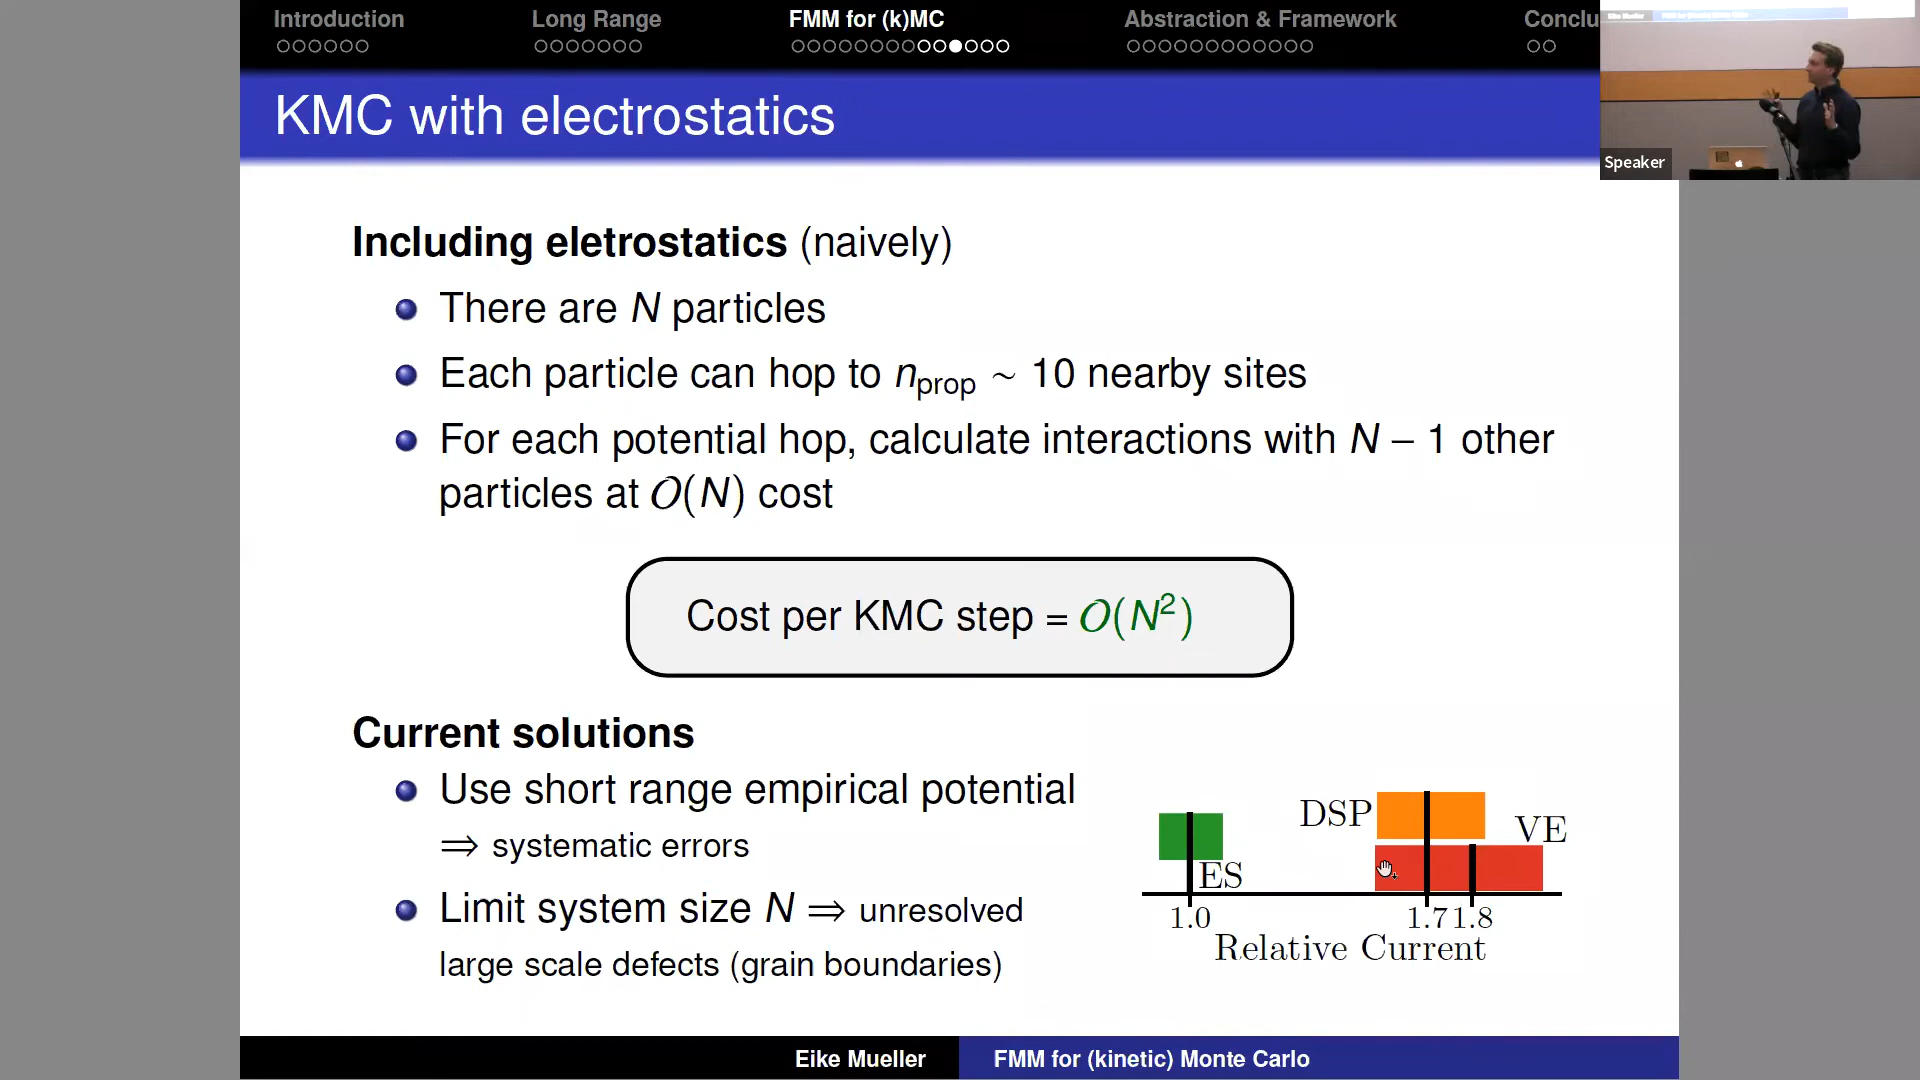 Introduction
Long Range
FMM for (k)MC
Abstraction & Framework
Conclu
KMC with electrostatics
Speaker
Including eletrostatics (naively)
There are N particles
Each particle can hop to nprop ∼ 10 nearby sites
For each potential hop, calculate interactions with N − 1 other
particles at O(N) cost
Cost per KMC step = O(N²)
Current solutions
Use short range empirical potential
⇒ systematic errors
Limit system size N ⇒ unresolved
large scale defects (grain boundaries)
DSP
VE
ES
1.0
1.7 1.8
Relative Current
Eike Mueller
FMM for (kinetic) Monte Carlo